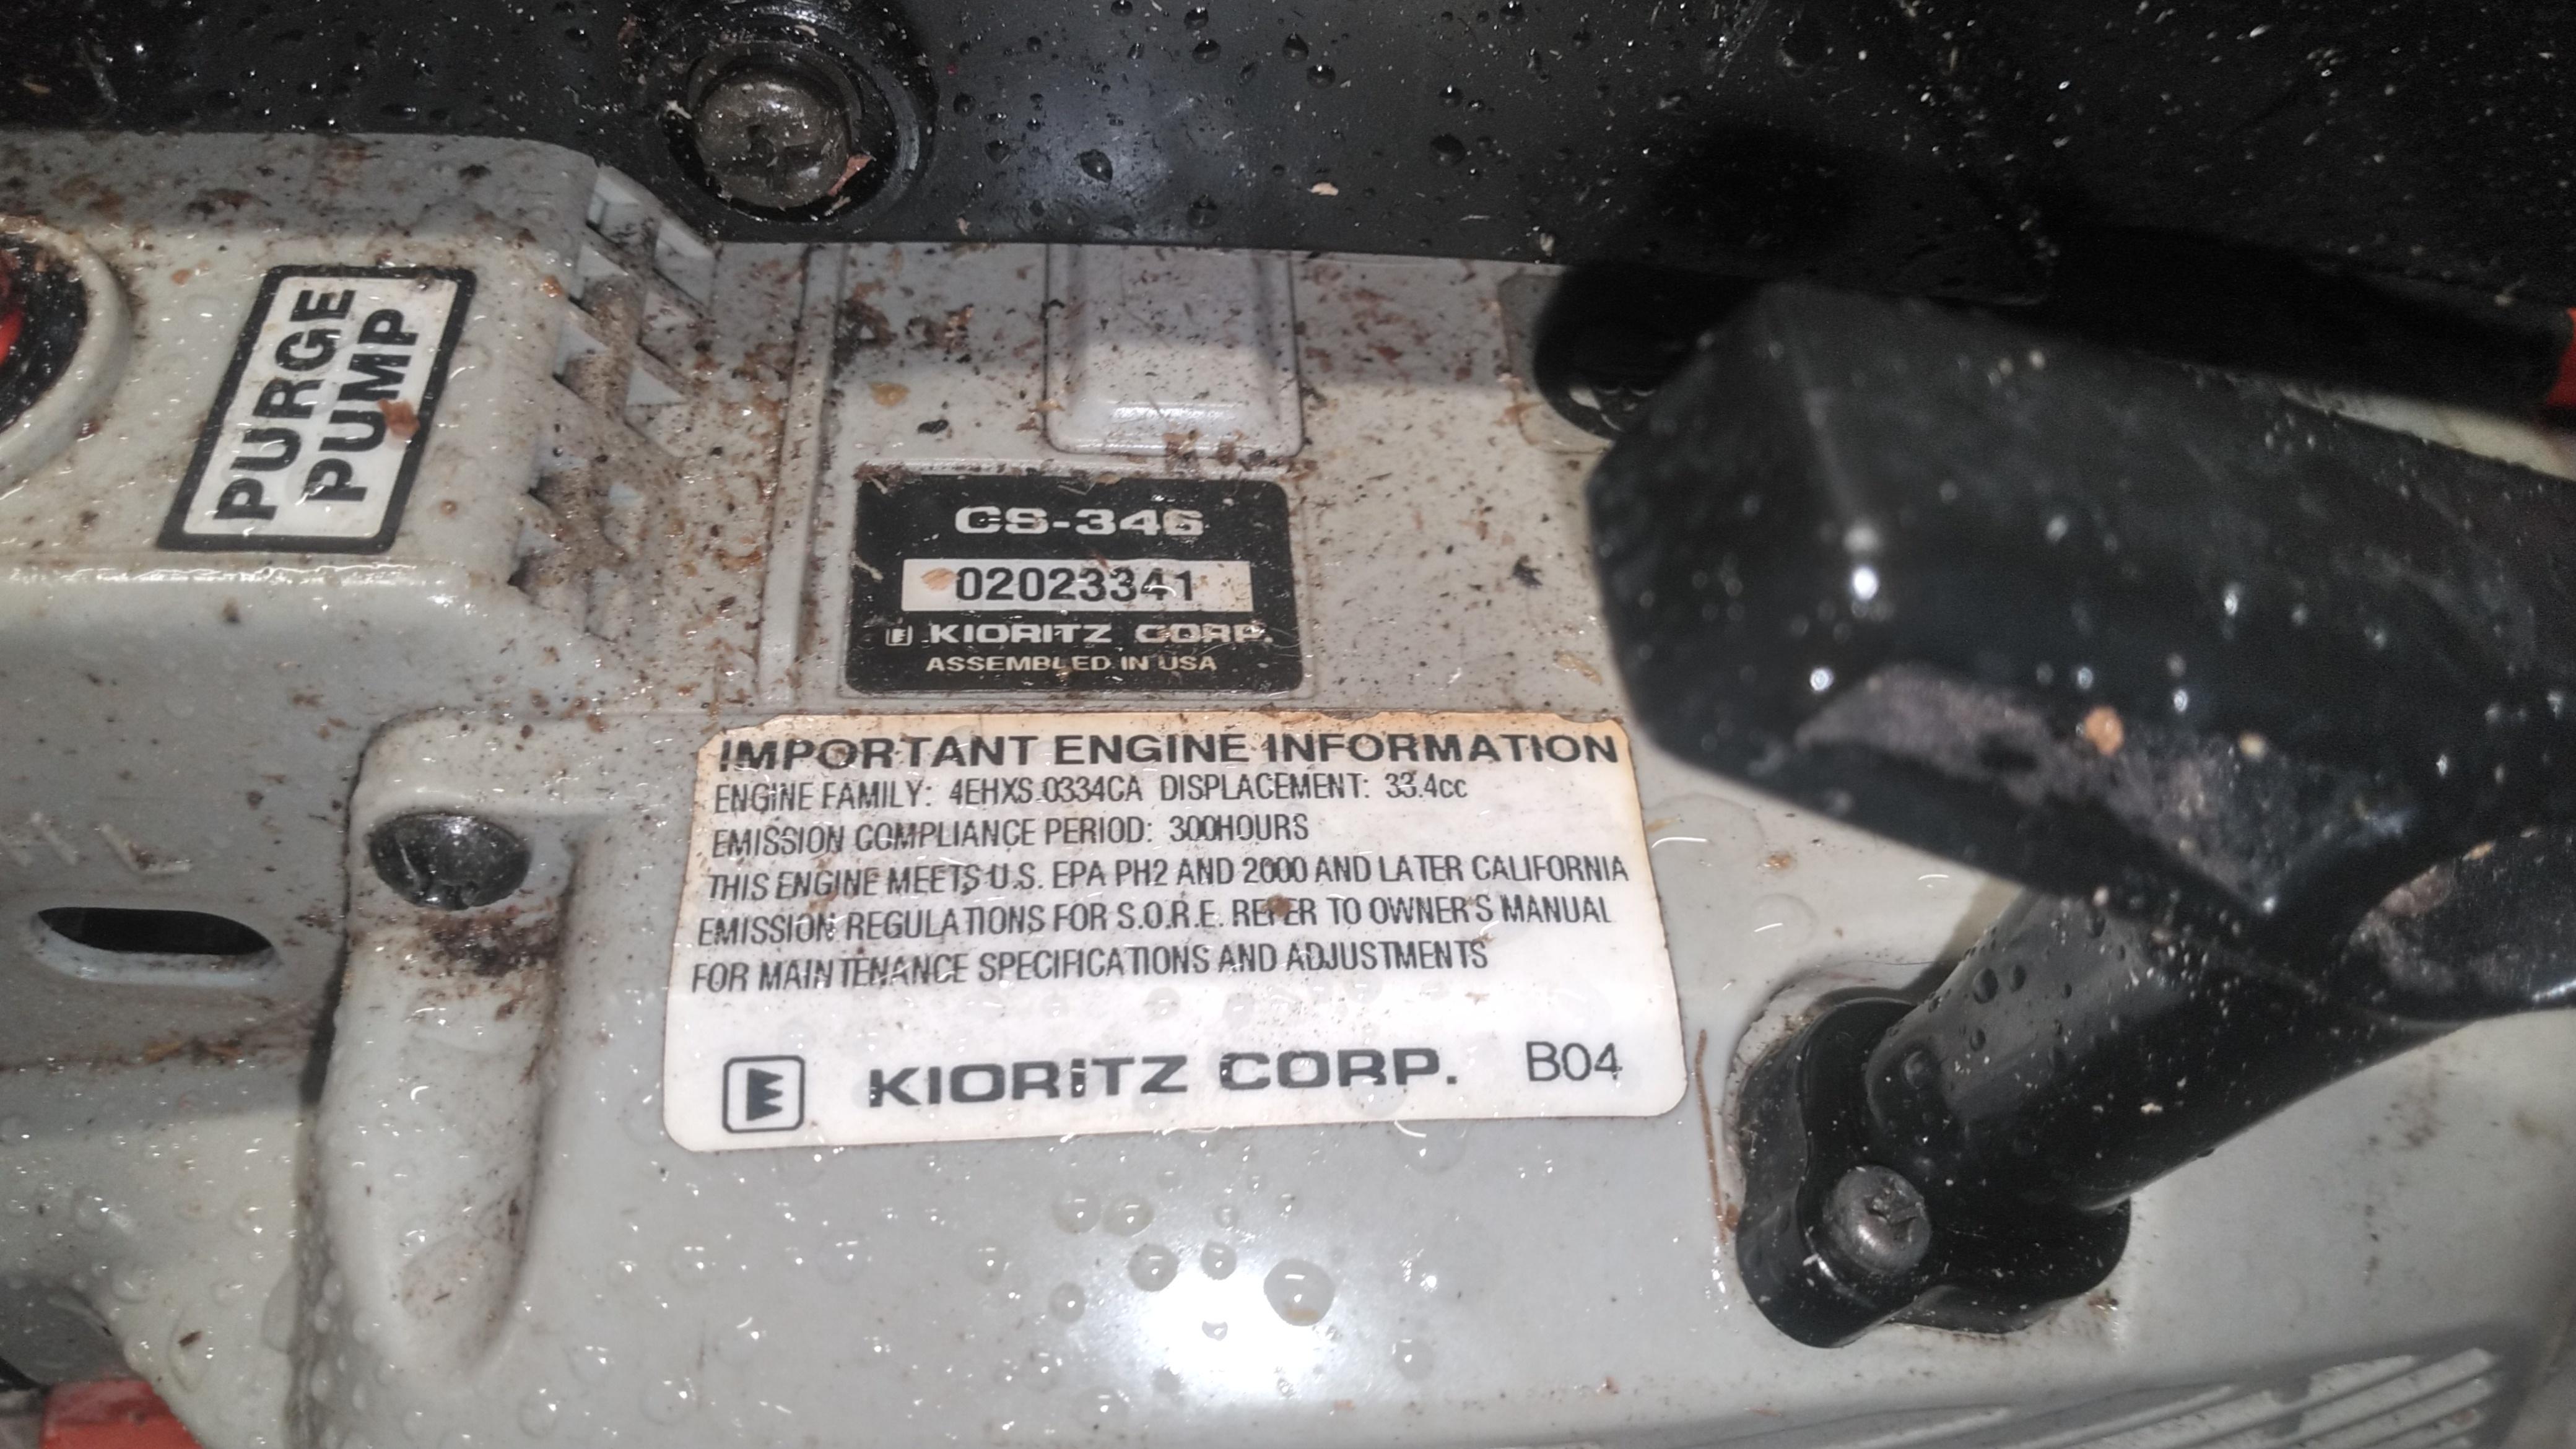 PURGE
PUMP
CS-346
02023341
KIORITZ CORP.
ASSEMBLED IN USA
IMPORTANT ENGINE INFORMATION
ENGINE FAMILY: 4EHXS.0334CA DISPLACEMENT: 33.4cc
EMISSION COMPLIANCE PERIOD: 300HOURS
THIS ENGINE MEETS U.S. EPA PH2 AND 2000 AND LATER CALIFORNIA
EMISSION REGULATIONS FOR S.O.R.E. REFER TO OWNER'S MANUAL
FOR MAINTENANCE SPECIFICATIONS AND ADJUSTMENTS
KIORITZ CORP. B04